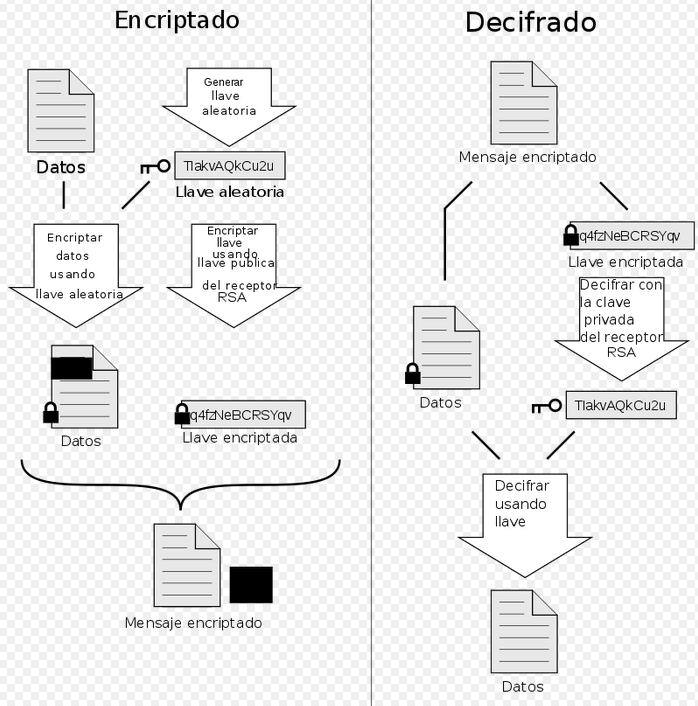 Encriptado
Generar
llave
aleatoria
Datos
TIakvAQkCu2u
Llave aleatoria
Encriptar
datos
usando
llave aleatoria
Encriptar
llave
usando
llave publica
del receptor
RSA
Datos
q4fzNeBCRSYqv
Llave encriptada
Mensaje encriptado
Decifrado
Mensaje encriptado
q4fzNeBCRSYqv
Llave encriptada
Decifrar con
la clave
privada
del receptor
RSA
Datos
TIakvAQkCu2u
Decifrar
usando
llave
Datos